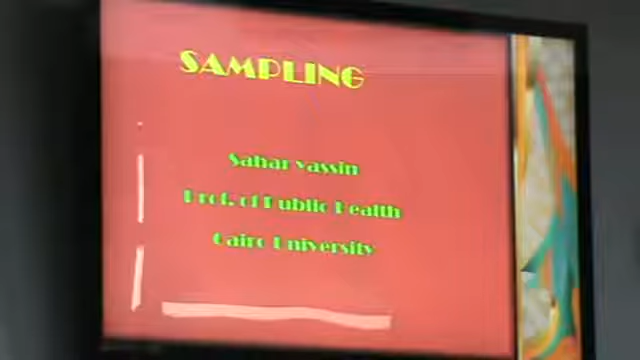 SAMPLING
Sahar yassin
Prof. of Public Health
Cairo University